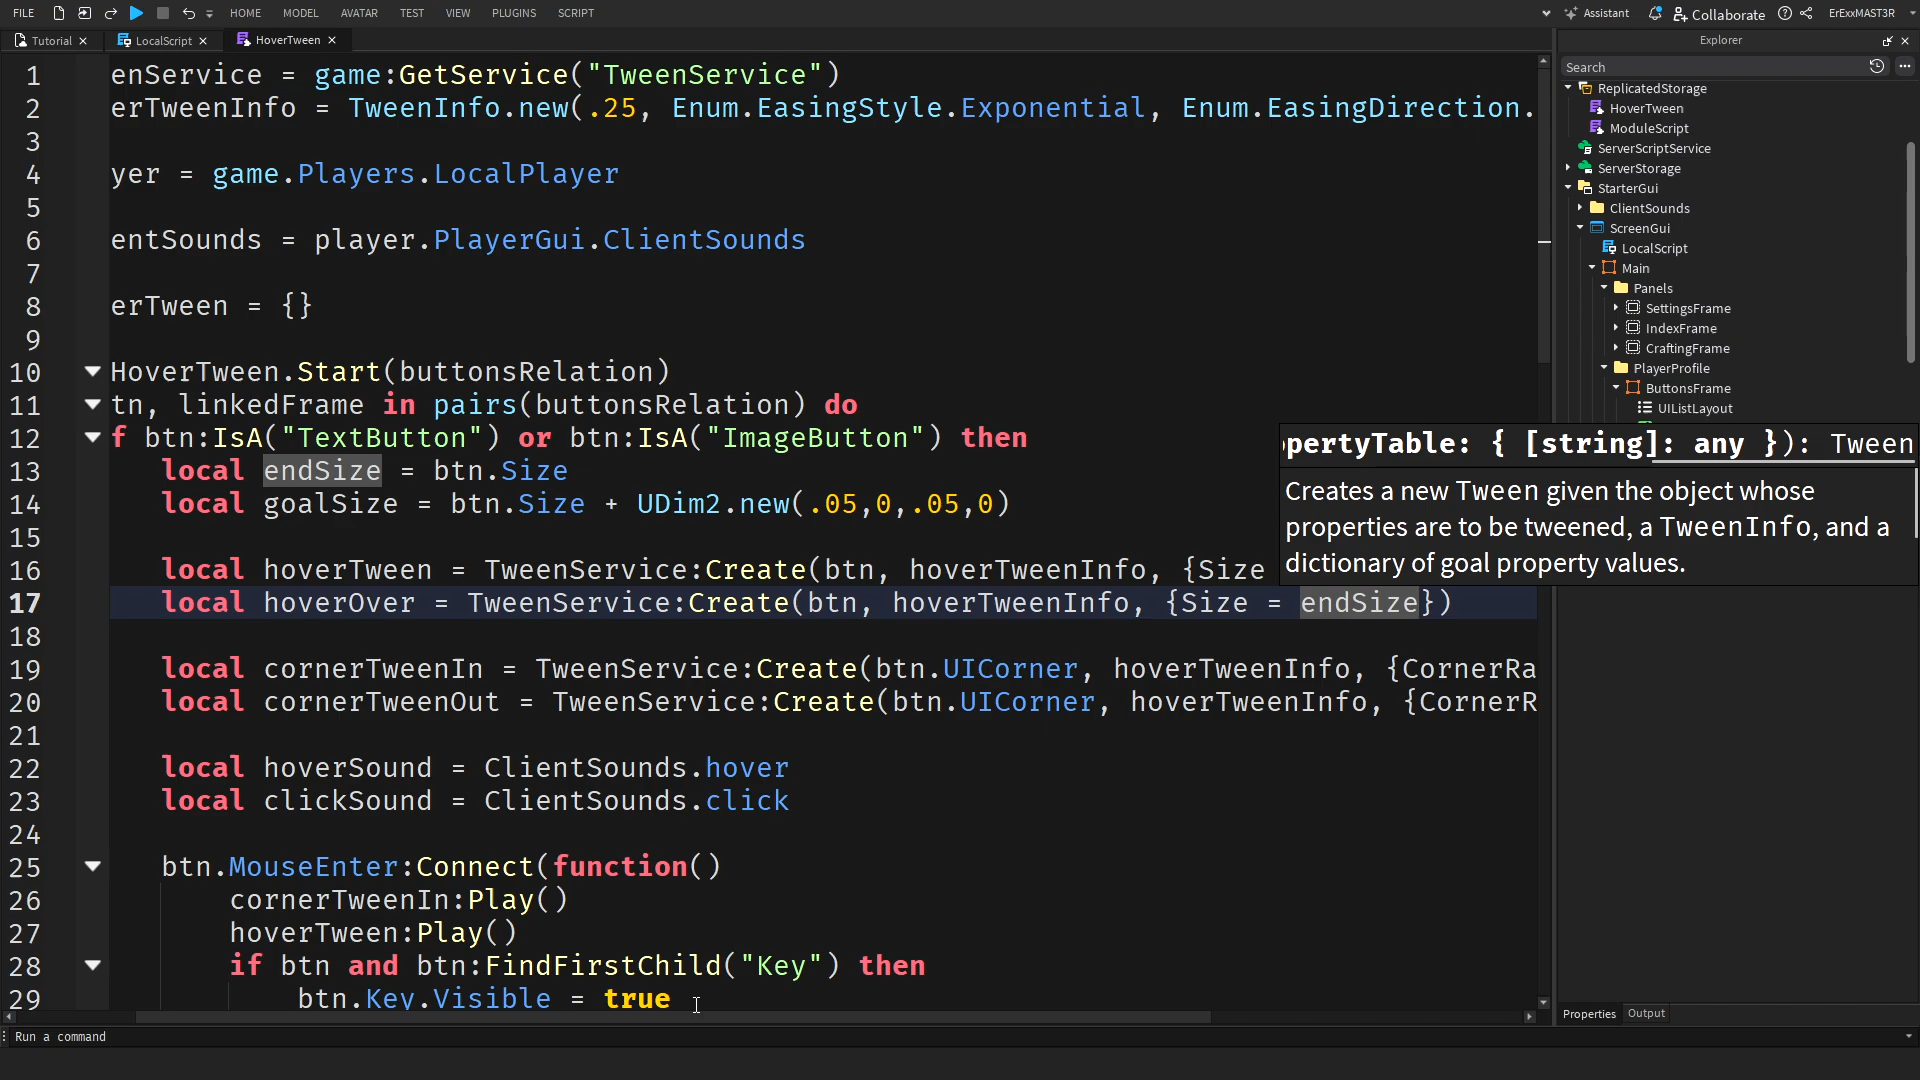 FILE HOME MODEL AVATAR TEST VIEW PLUGINS SCRIPT Assistant Collaborate ErExxMAST3R
Tutorial LocalScript HoverTween Explorer
Search
1 enService = game:GetService("TweenService")
2 erTweenInfo = TweenInfo.new(.25, Enum.EasingStyle.Exponential, Enum.EasingDirection.
3
4 yer = game.Players.LocalPlayer
5
6 entSounds = player.PlayerGui.ClientSounds
7
8 erTween = {}
9
10 HoverTween.Start(buttonsRelation)
11 tn, linkedFrame in pairs(buttonsRelation) do
12 f btn:IsA("TextButton") or btn:IsA("ImageButton") then
13 local endSize = btn.Size
14 local goalSize = btn.Size + UDim2.new(.05,0,.05,0)
15
16 local hoverTween = TweenService:Create(btn, hoverTweenInfo, {Size
17 local hoverOver = TweenService:Create(btn, hoverTweenInfo, {Size = endSize})
18
19 local cornerTweenIn = TweenService:Create(btn.UICorner, hoverTweenInfo, {CornerRa
20 local cornerTweenOut = TweenService:Create(btn.UICorner, hoverTweenInfo, {CornerR
21
22 local hoverSound = ClientSounds.hover
23 local clickSound = ClientSounds.click
24
25 btn.MouseEnter:Connect(function()
26 cornerTweenIn:Play()
27 hoverTween:Play()
28 if btn and btn:FindFirstChild("Key") then
29 btn.Key.Visible = true
pertyTable: { [string]: any }): Tween
Creates a new Tween given the object whose
properties are to be tweened, a TweenInfo, and a
dictionary of goal property values.
ReplicatedStorage
HoverTween
ModuleScript
ServerScriptService
ServerStorage
StarterGui
ClientSounds
ScreenGui
LocalScript
Main
Panels
SettingsFrame
IndexFrame
CraftingFrame
PlayerProfile
ButtonsFrame
UIListLayout
Properties Output
Run a command